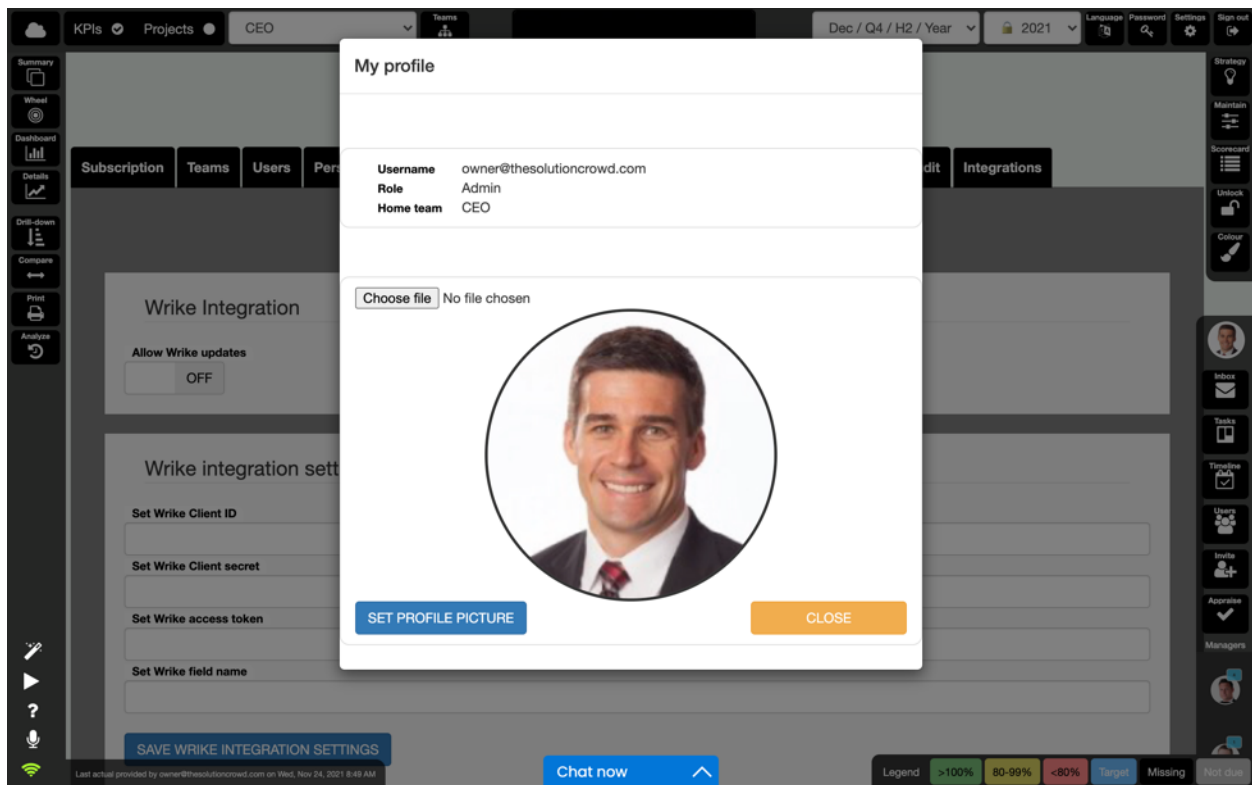 KPIs
Projects
CEO
Teams
Dec / Q4 / H2 / Year
2021
Language
Password
Settings
Sign out
Summary
Wheel
Dashboard
Details
Drill-down
Compare
Print
Analyze
Subscription
Teams
Users
Integrations
Wrike Integration
Allow Wrike updates
OFF
Wrike integration sett
Set Wrike Client ID
Set Wrike Client secret
Set Wrike access token
Set Wrike field name
SAVE WRIKE INTEGRATION SETTINGS
Last actual provided by owner@thesolutioncrowd.com on Wed, Nov 24, 2021 8:49 AM
My profile
Username owner@thesolutioncrowd.com
Role Admin
Home team CEO
Choose file No file chosen
SET PROFILE PICTURE
CLOSE
Strategy
Maintain
Scorecard
Unlock
Colour
Inbox
Tasks
Timeline
Users
Invite
Appraise
Managers
Chat now
Legend >100% 80-99% <80% Target Missing Not due